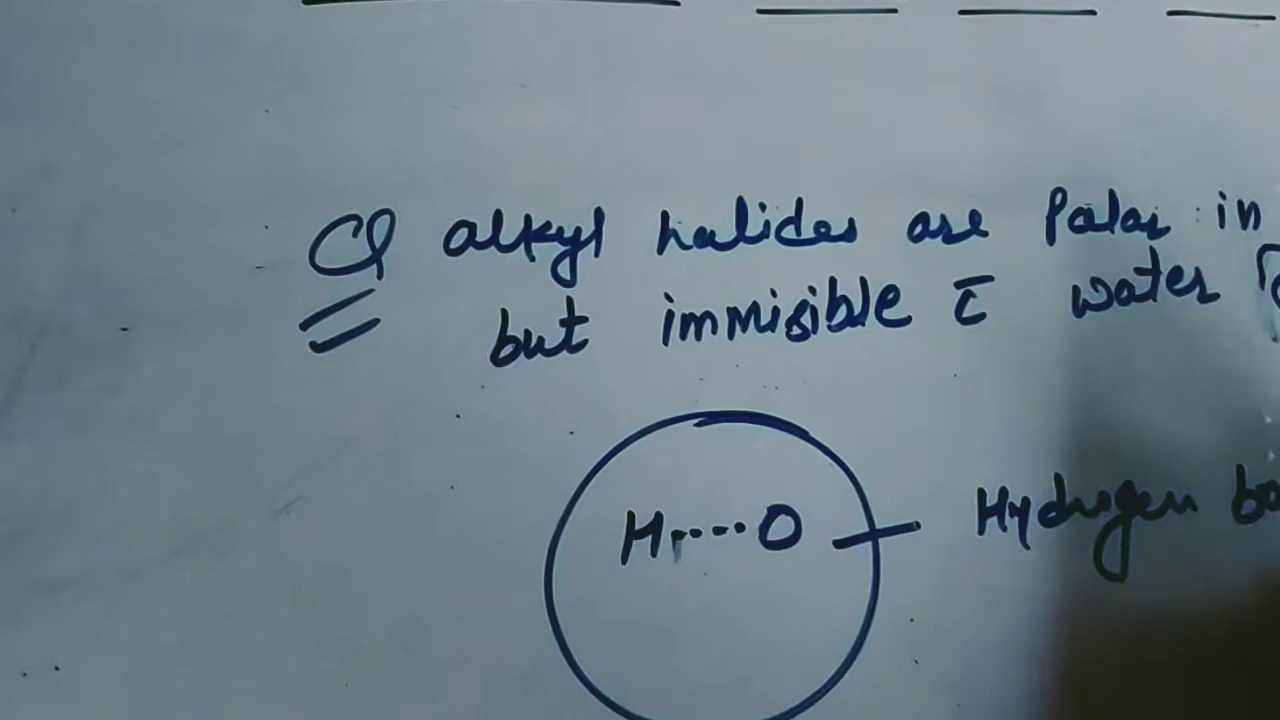 Q alkyl halides are Polar in
but immisible c̅ water
H....O Hydrogen